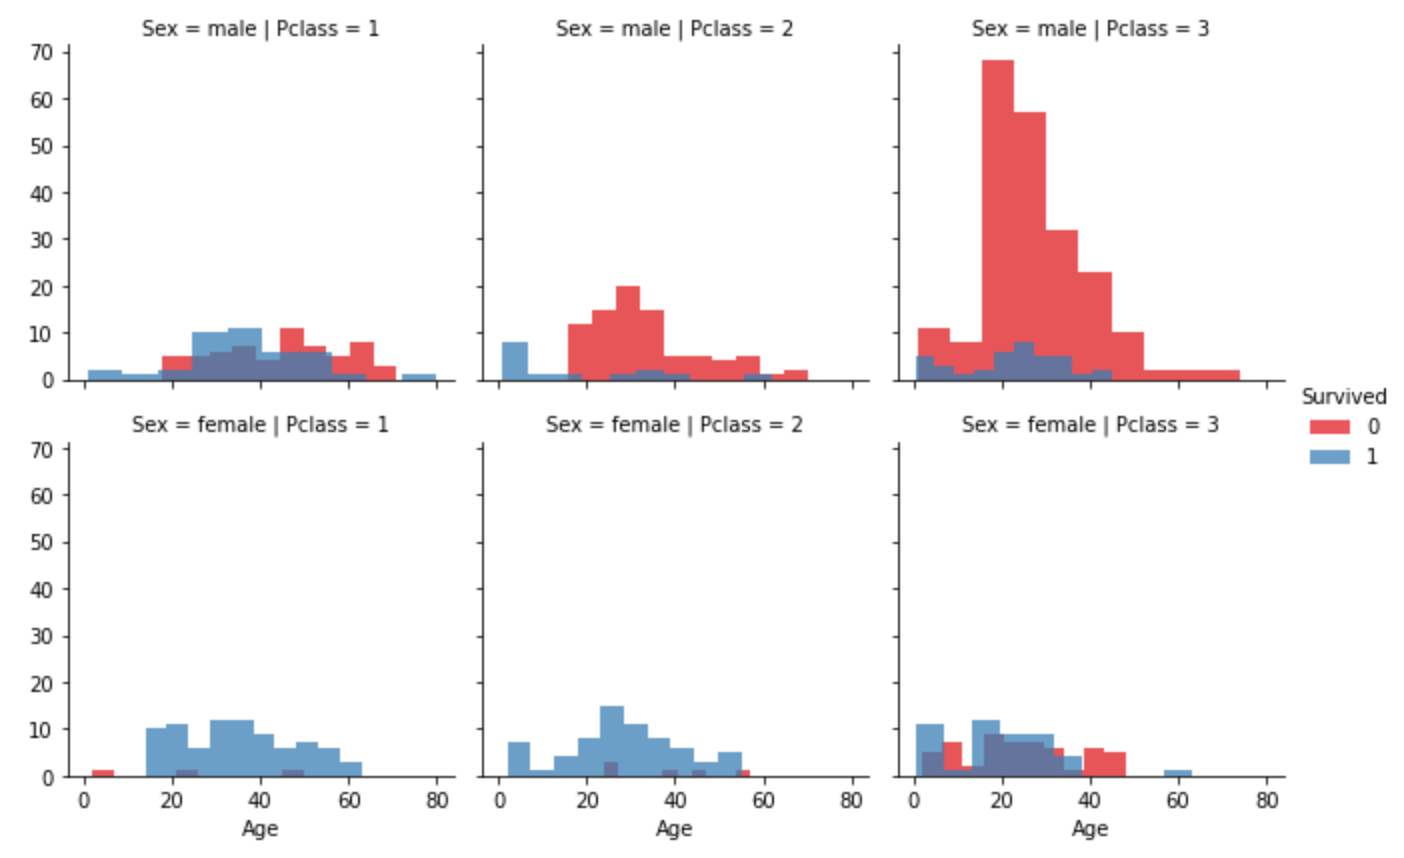 Sex = male | Pclass = 1
Sex = male | Pclass = 2
Sex = male | Pclass = 3
70
60
50
40
30
20
10
0
Sex = female | Pclass = 1
Sex = female | Pclass = 2
Sex = female | Pclass = 3
70
60
50
40
30
20
10
0
0 20 40 60 80
0 20 40 60 80
0 20 40 60 80
Age
Age
Age
Survived
0
1